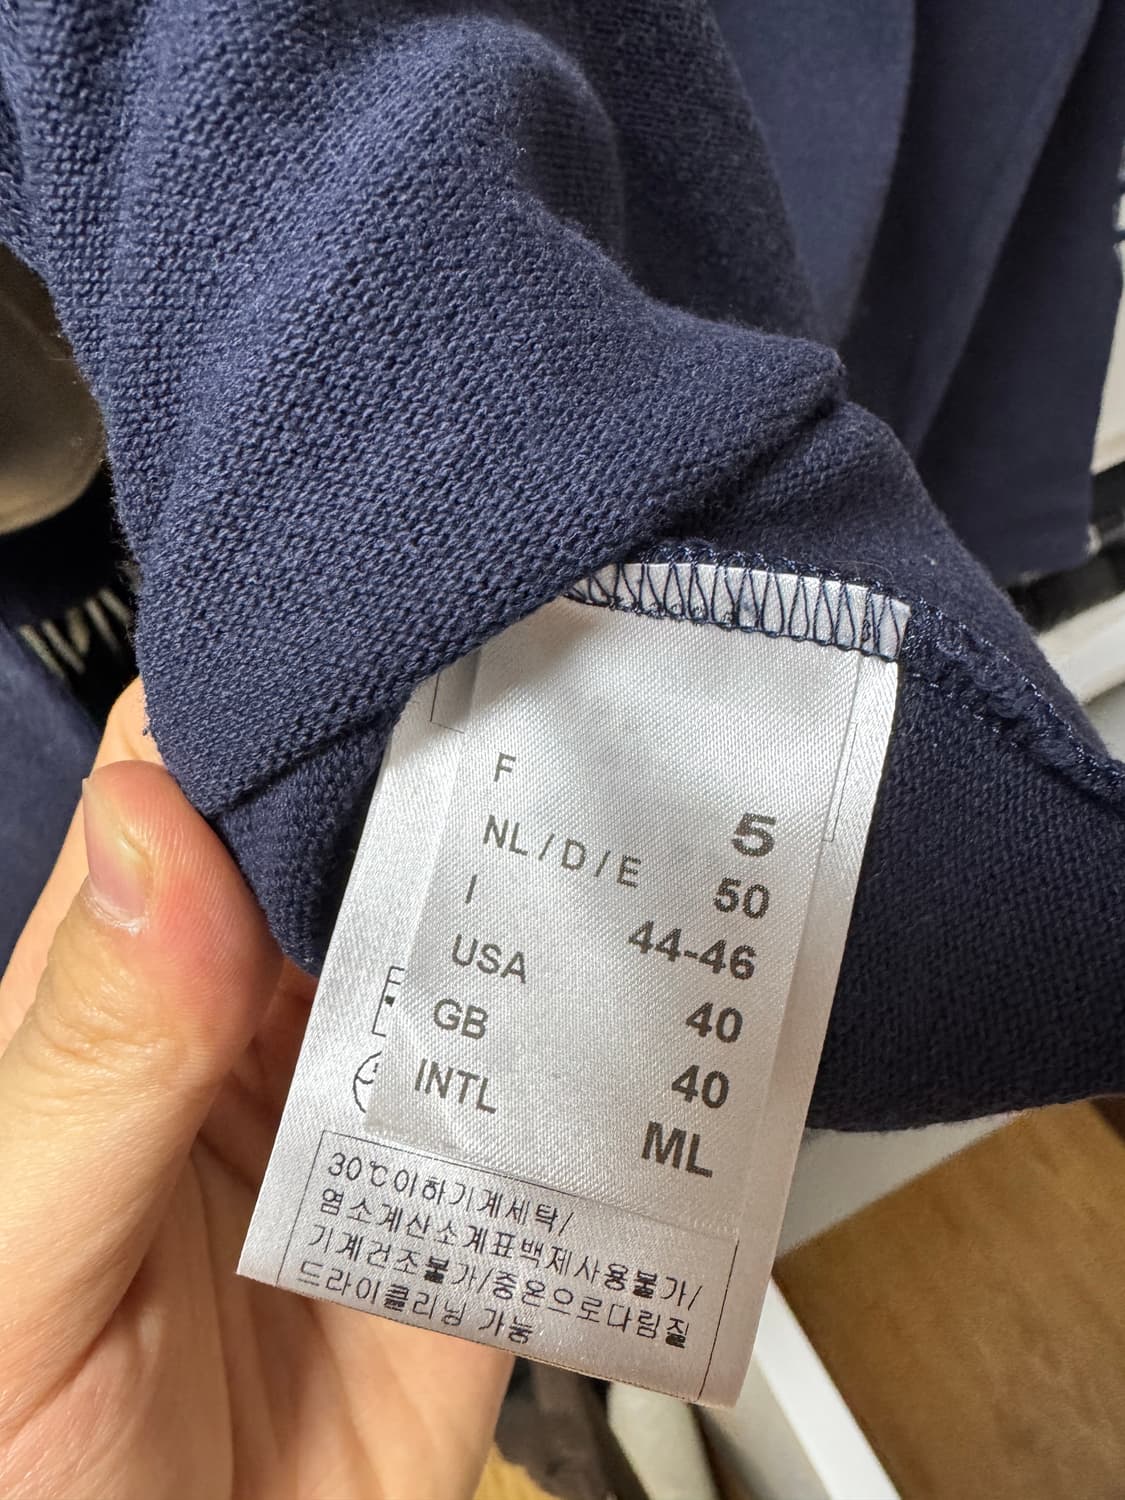 F 5
NL/D/E 50
I 44-46
USA 40
GB 40
INTL ML
30℃이하기계세탁/
염소계산소계표백제사용불가/
기계건조불가/중온으로다림질
드라이클리닝 가능